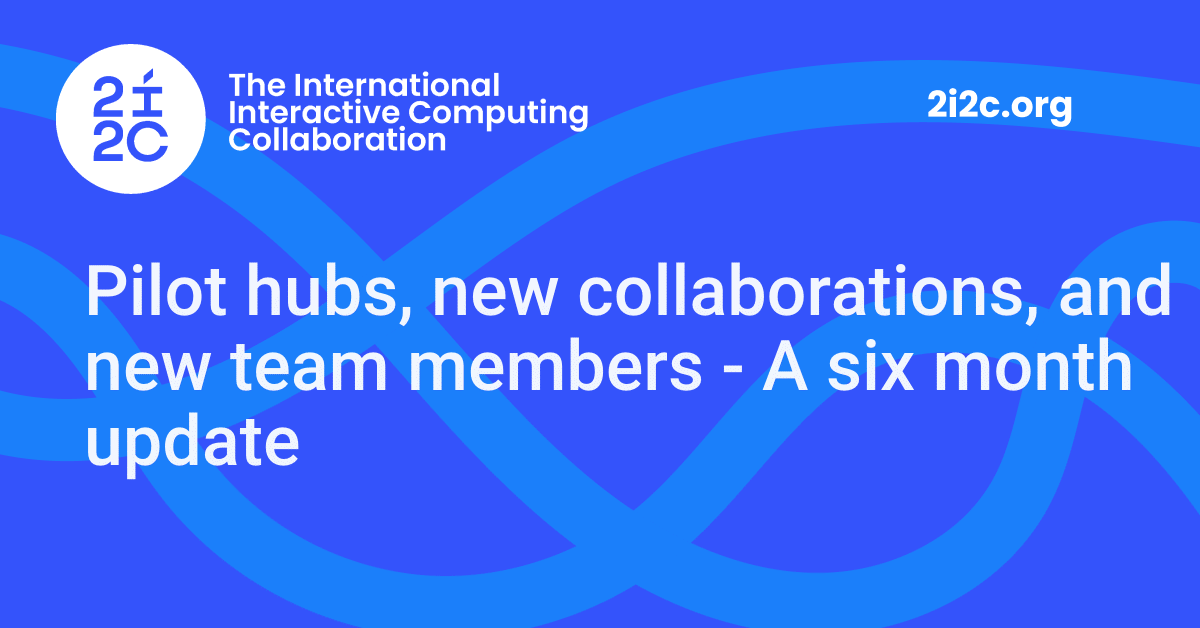 2í
2C
The International
Interactive Computing
Collaboration
2i2c.org
Pilot hubs, new collaborations, and
new team members - A six month
update